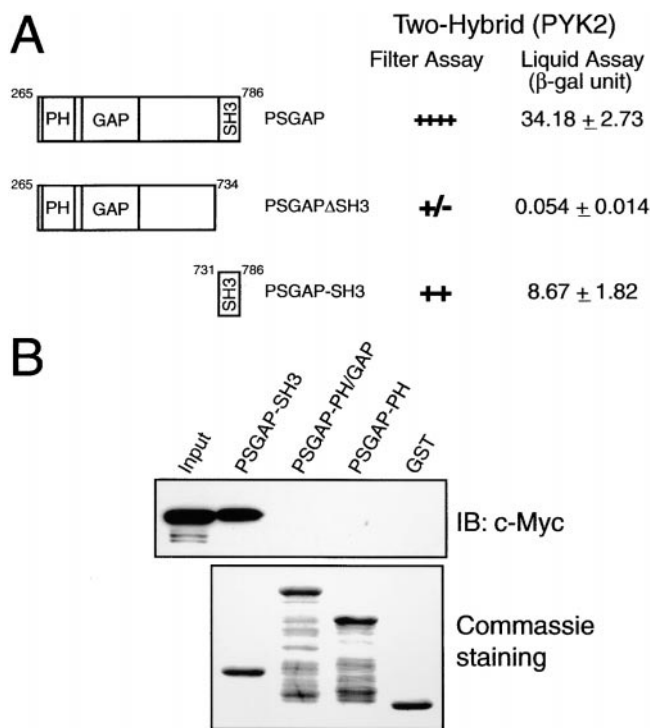 A
Two-Hybrid (PYK2)
Filter Assay Liquid Assay
(β-gal unit)
265 786
PH GAP SH3 PSGAP ++++ 34.18 ± 2.73
265 734
PH GAP PSGAPΔSH3 +/- 0.054 ± 0.014
731 786
SH3 PSGAP-SH3 ++ 8.67 ± 1.82
B
Input PSGAP-SH3 PSGAP-PH/GAP PSGAP-PH GST
IB: c-Myc
Commassie
staining